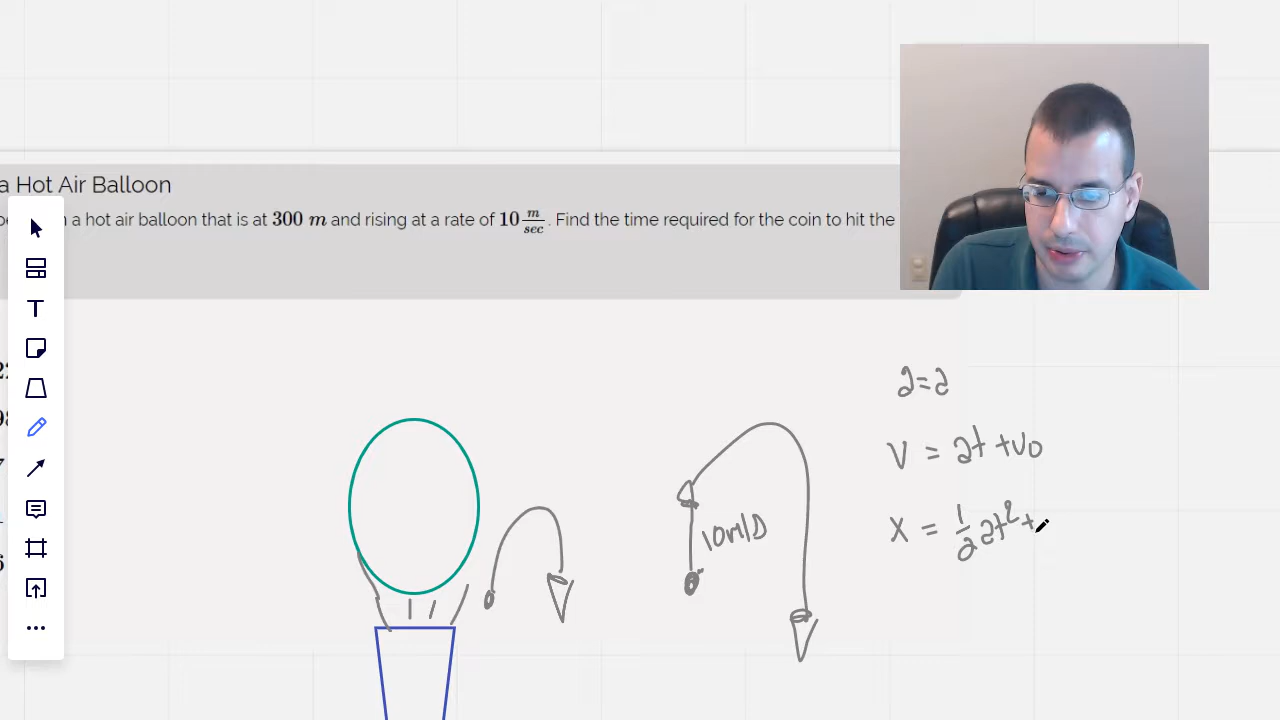 a Hot Air Balloon
a hot air balloon that is at 300 m and rising at a rate of 10 m/sec. Find the time required for the coin to hit the
T
10m/s
a=a
V = at +v0
X = 1/2 at² +